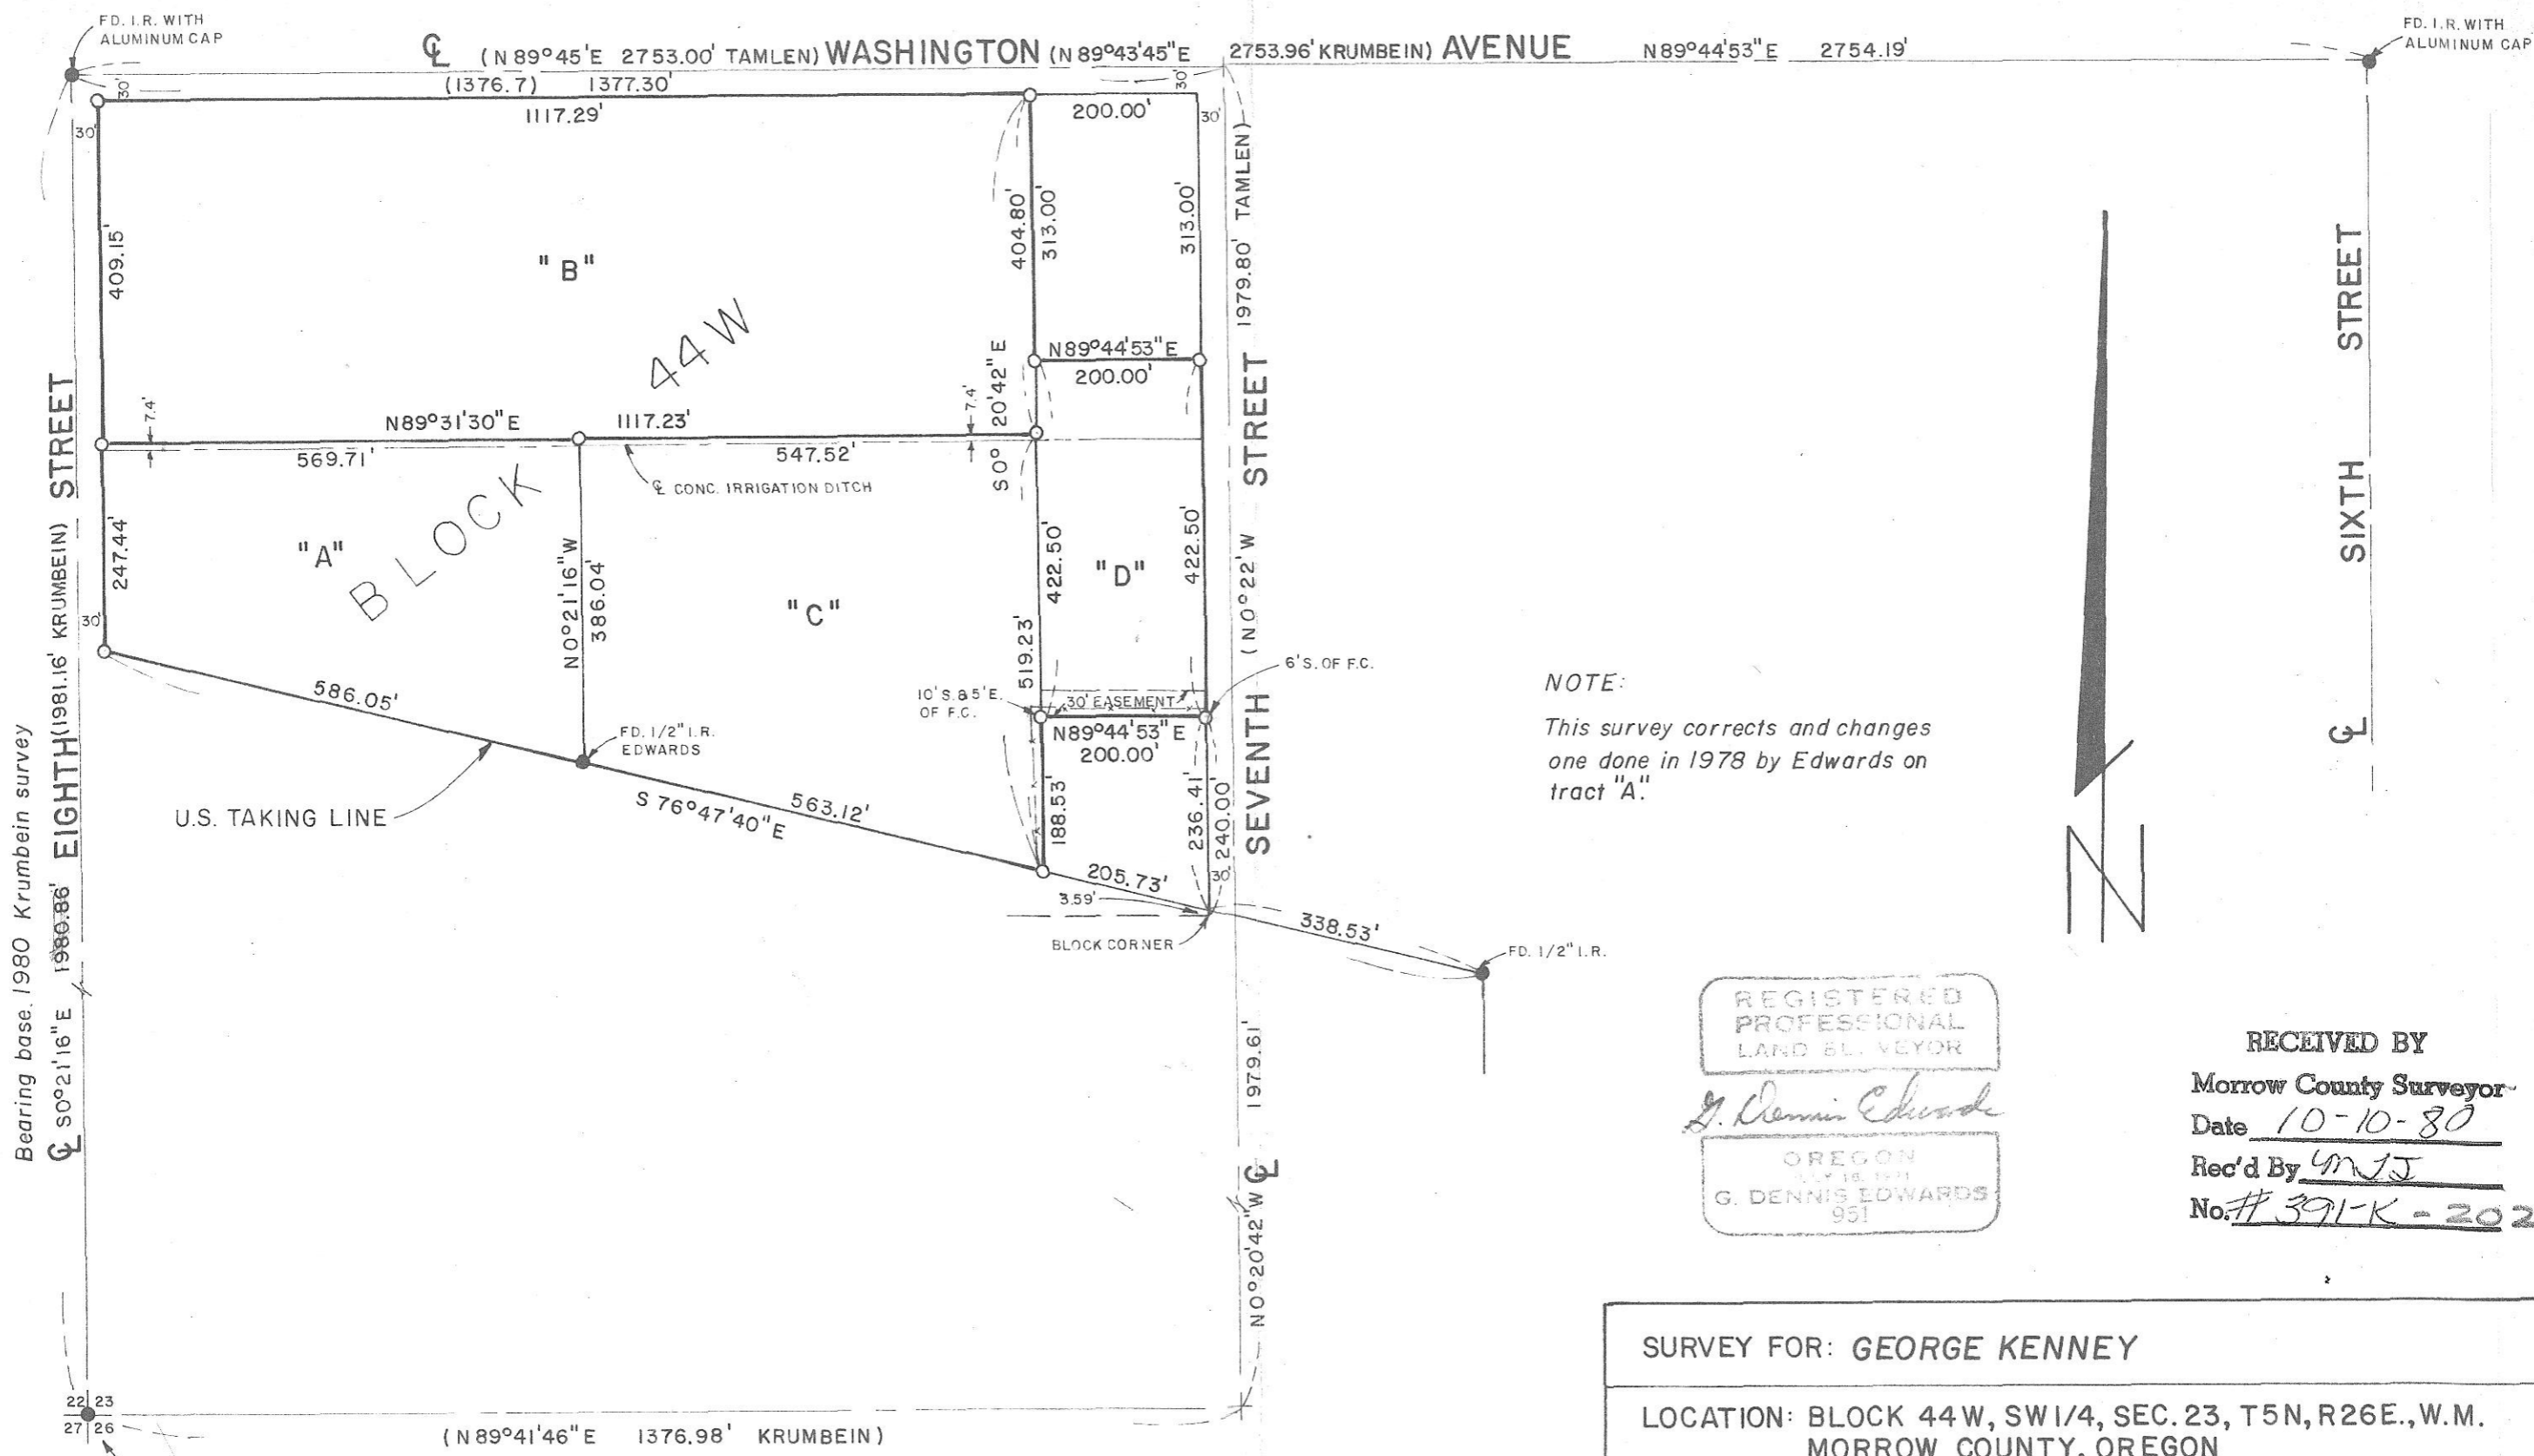 FD. I.R. WITH
ALUMINUM CAP
℄ (N 89°45'E 2753.00' TAMLEN) WASHINGTON (N 89°43'45"E 2753.96' KRUMBEIN) AVENUE N89°44'53"E 2754.19'
FD. I.R. WITH
ALUMINUM CAP
30'
(1376.7) 1377.30'
30'
1117.29'
200.00'
30'
30'
409.15'
"B"
404.80'
313.00'
313.00'
1979.80' TAMLEN)
N89°44'53"E
200.00'
S0° 20'42" E
BLOCK 44W
7.4'
N89°31'30"E 1117.23'
7.4'
569.71'
547.52'
℄ CONC. IRRIGATION DITCH
247.44'
"A"
N0°21'16"W
386.04'
"C"
422.50'
"D"
422.50'
519.23'
30'
(N0°22'W
SEVENTH STREET
SIXTH STREET
℄
6'S. OF F.C.
10'S.&5'E.
OF F.C.
30' EASEMENT
N89°44'53"E
200.00'
586.05'
FD. 1/2" I.R.
EDWARDS
U.S. TAKING LINE
563.12'
S 76°47'40"E
188.53'
236.41'
240.00'
30'
205.73'
3.59'
BLOCK CORNER
338.53'
FD. 1/2" I.R.
NOTE:
This survey corrects and changes
one done in 1978 by Edwards on
tract "A".
N
Bearing base. 1980 Krumbein survey
℄ S0°21'16"E 1980.86' EIGHTH (1981.16' KRUMBEIN) STREET
1979.61'
N0°20'42"W ℄
22 23
27 26
(N89°41'46"E 1376.98' KRUMBEIN)
REGISTERED
PROFESSIONAL
LAND VEYOR
G. Dennis Edwards
OREGON
G. DENNIS EDWARDS
951
RECEIVED BY
Morrow County Surveyor
Date 10-10-80
Rec'd By
No. # 391-K - 202
SURVEY FOR: GEORGE KENNEY
LOCATION: BLOCK 44W, SW1/4, SEC. 23, T5N, R26E., W.M.
MORROW COUNTY, OREGON